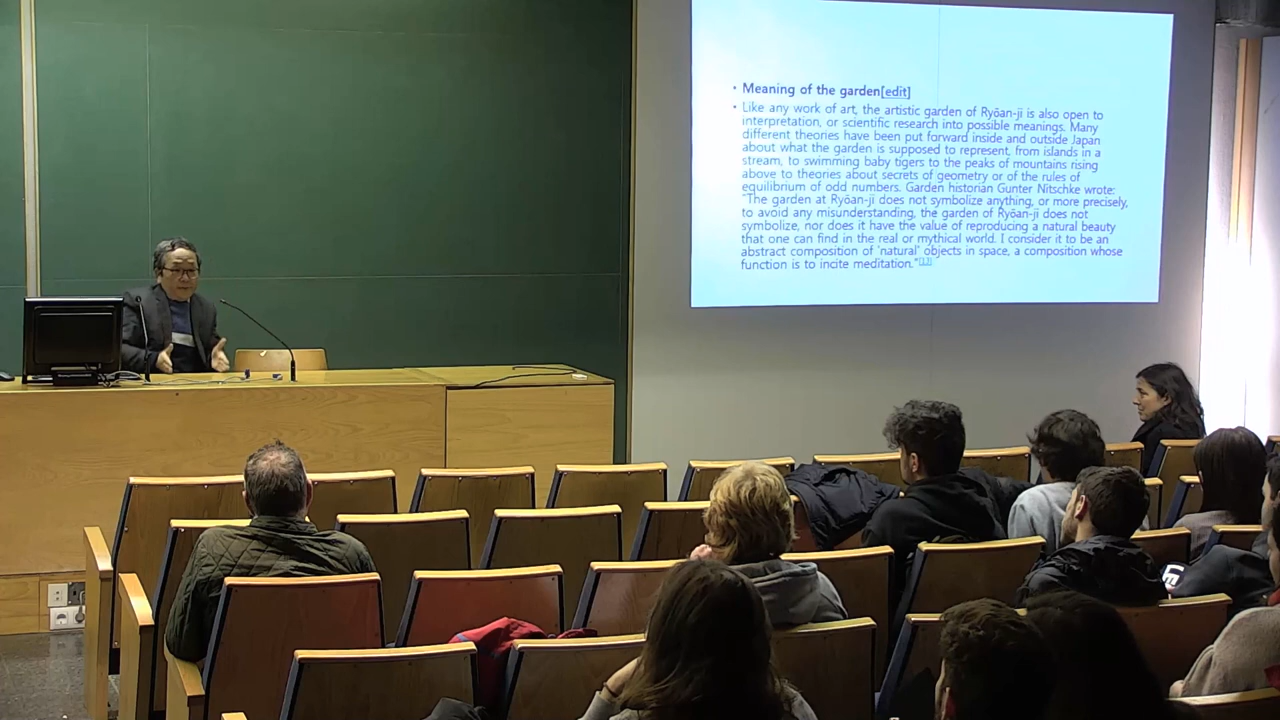 • Meaning of the garden[edit]
• Like any work of art, the artistic garden of Ryōan-ji is also open to
interpretation, or scientific research into possible meanings. Many
different theories have been put forward inside and outside Japan
about what the garden is supposed to represent, from islands in a
stream, to swimming baby tigers to the peaks of mountains rising
above to theories about secrets of geometry or of the rules of
equilibrium of odd numbers. Garden historian Gunter Nitschke wrote:
"The garden at Ryōan-ji does not symbolize anything, or more precisely,
to avoid any misunderstanding, the garden of Ryōan-ji does not
symbolize, nor does it have the value of reproducing a natural beauty
that one can find in the real or mythical world. I consider it to be an
abstract composition of 'natural' objects in space, a composition whose
function is to incite meditation."[13]